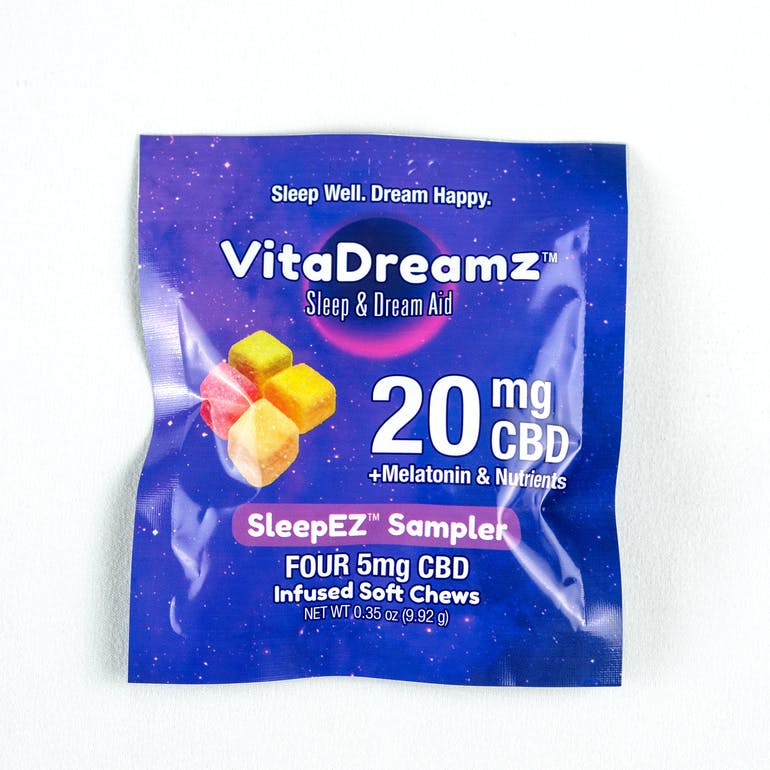 Sleep Well. Dream Happy.
VitaDreamz™
Sleep & Dream Aid
20 mg CBD
+Melatonin & Nutrients
SleepEZ™ Sampler
FOUR 5mg CBD
Infused Soft Chews
NET WT 0.35 oz (9.92 g)